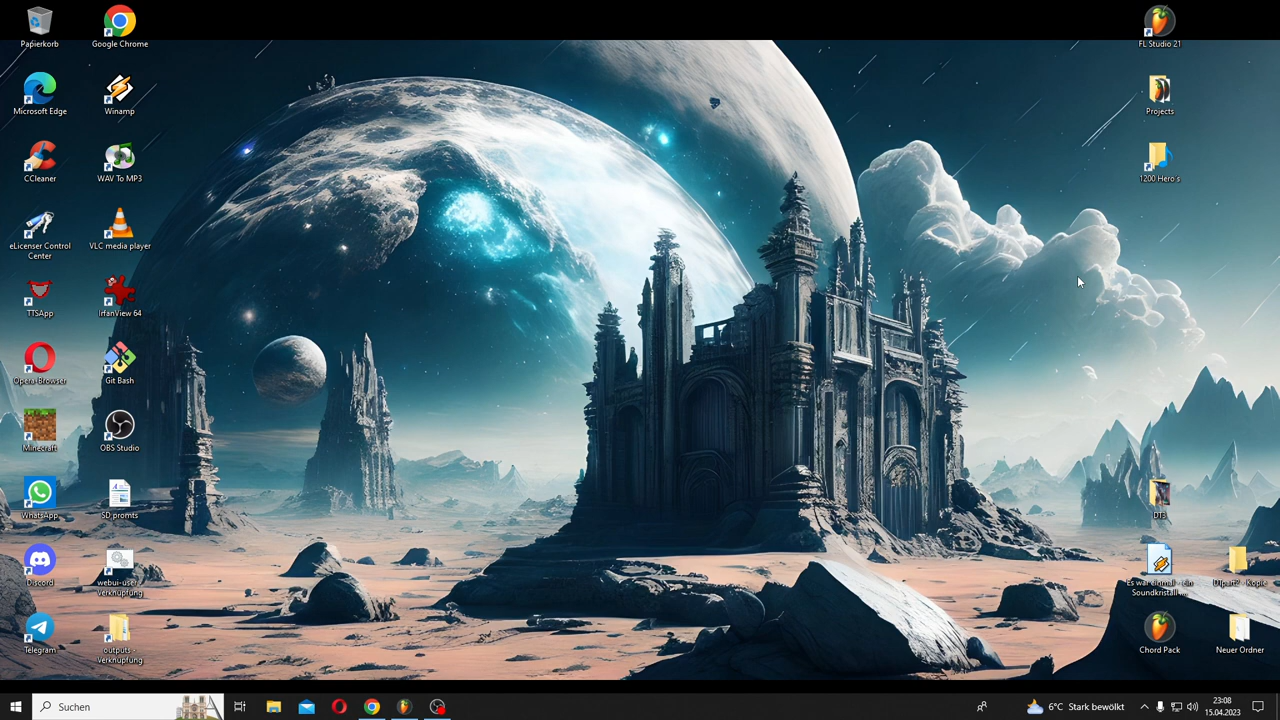 Papierkorb
Google Chrome
FL Studio 21
Microsoft Edge
Winamp
Projects
CCleaner
WAV To MP3
1200 Hero's
eLicenser Control
Center
VLC media player
TTSApp
IrfanView 64
Opera-Browser
Git Bash
Minecraft
OBS Studio
WhatsApp
SD promts
DT3
Discord
webui-user -
Verknüpfung
Es war einmal - ein
Soundkristall ...
DTpart2 - Kopie
Telegram
outputs -
Verknüpfung
Chord Pack
Neuer Ordner
Suchen
6°C Stark bewölkt
23:08
15.04.2023